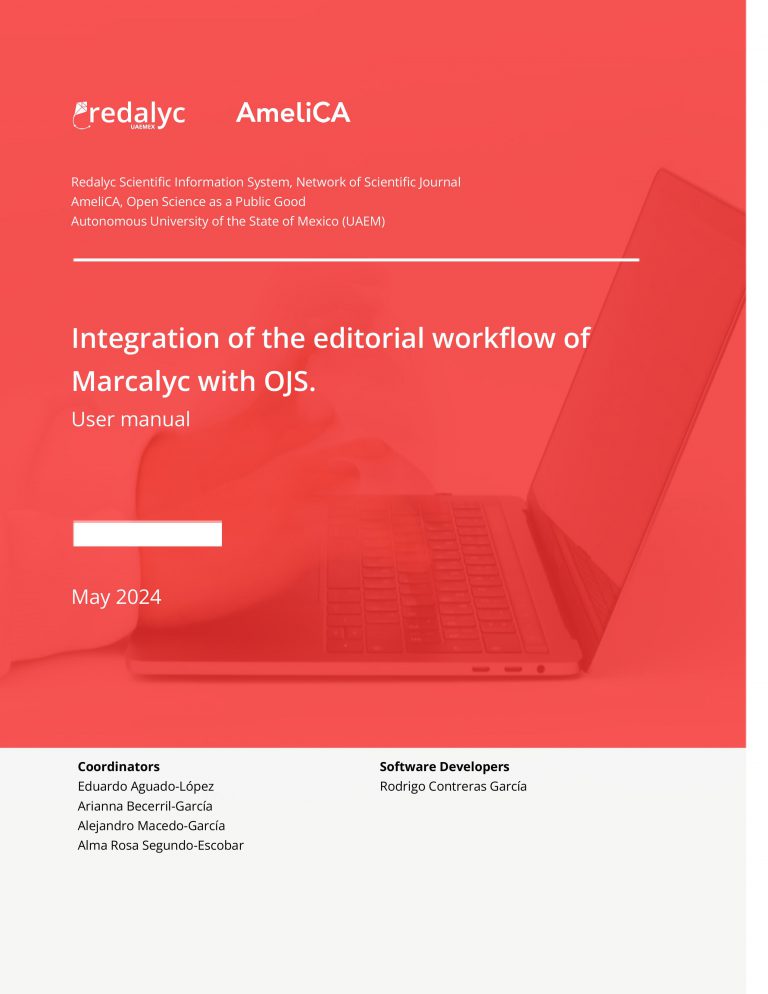 redalyc
UAEMEX
AmeliCA
Redalyc Scientific Information System, Network of Scientific Journal
AmeliCA, Open Science as a Public Good
Autonomous University of the State of Mexico (UAEM)
Integration of the editorial workflow of
Marcalyc with OJS.
User manual
May 2024
Coordinators
Eduardo Aguado-López
Arianna Becerril-García
Alejandro Macedo-García
Alma Rosa Segundo-Escobar
Software Developers
Rodrigo Contreras García